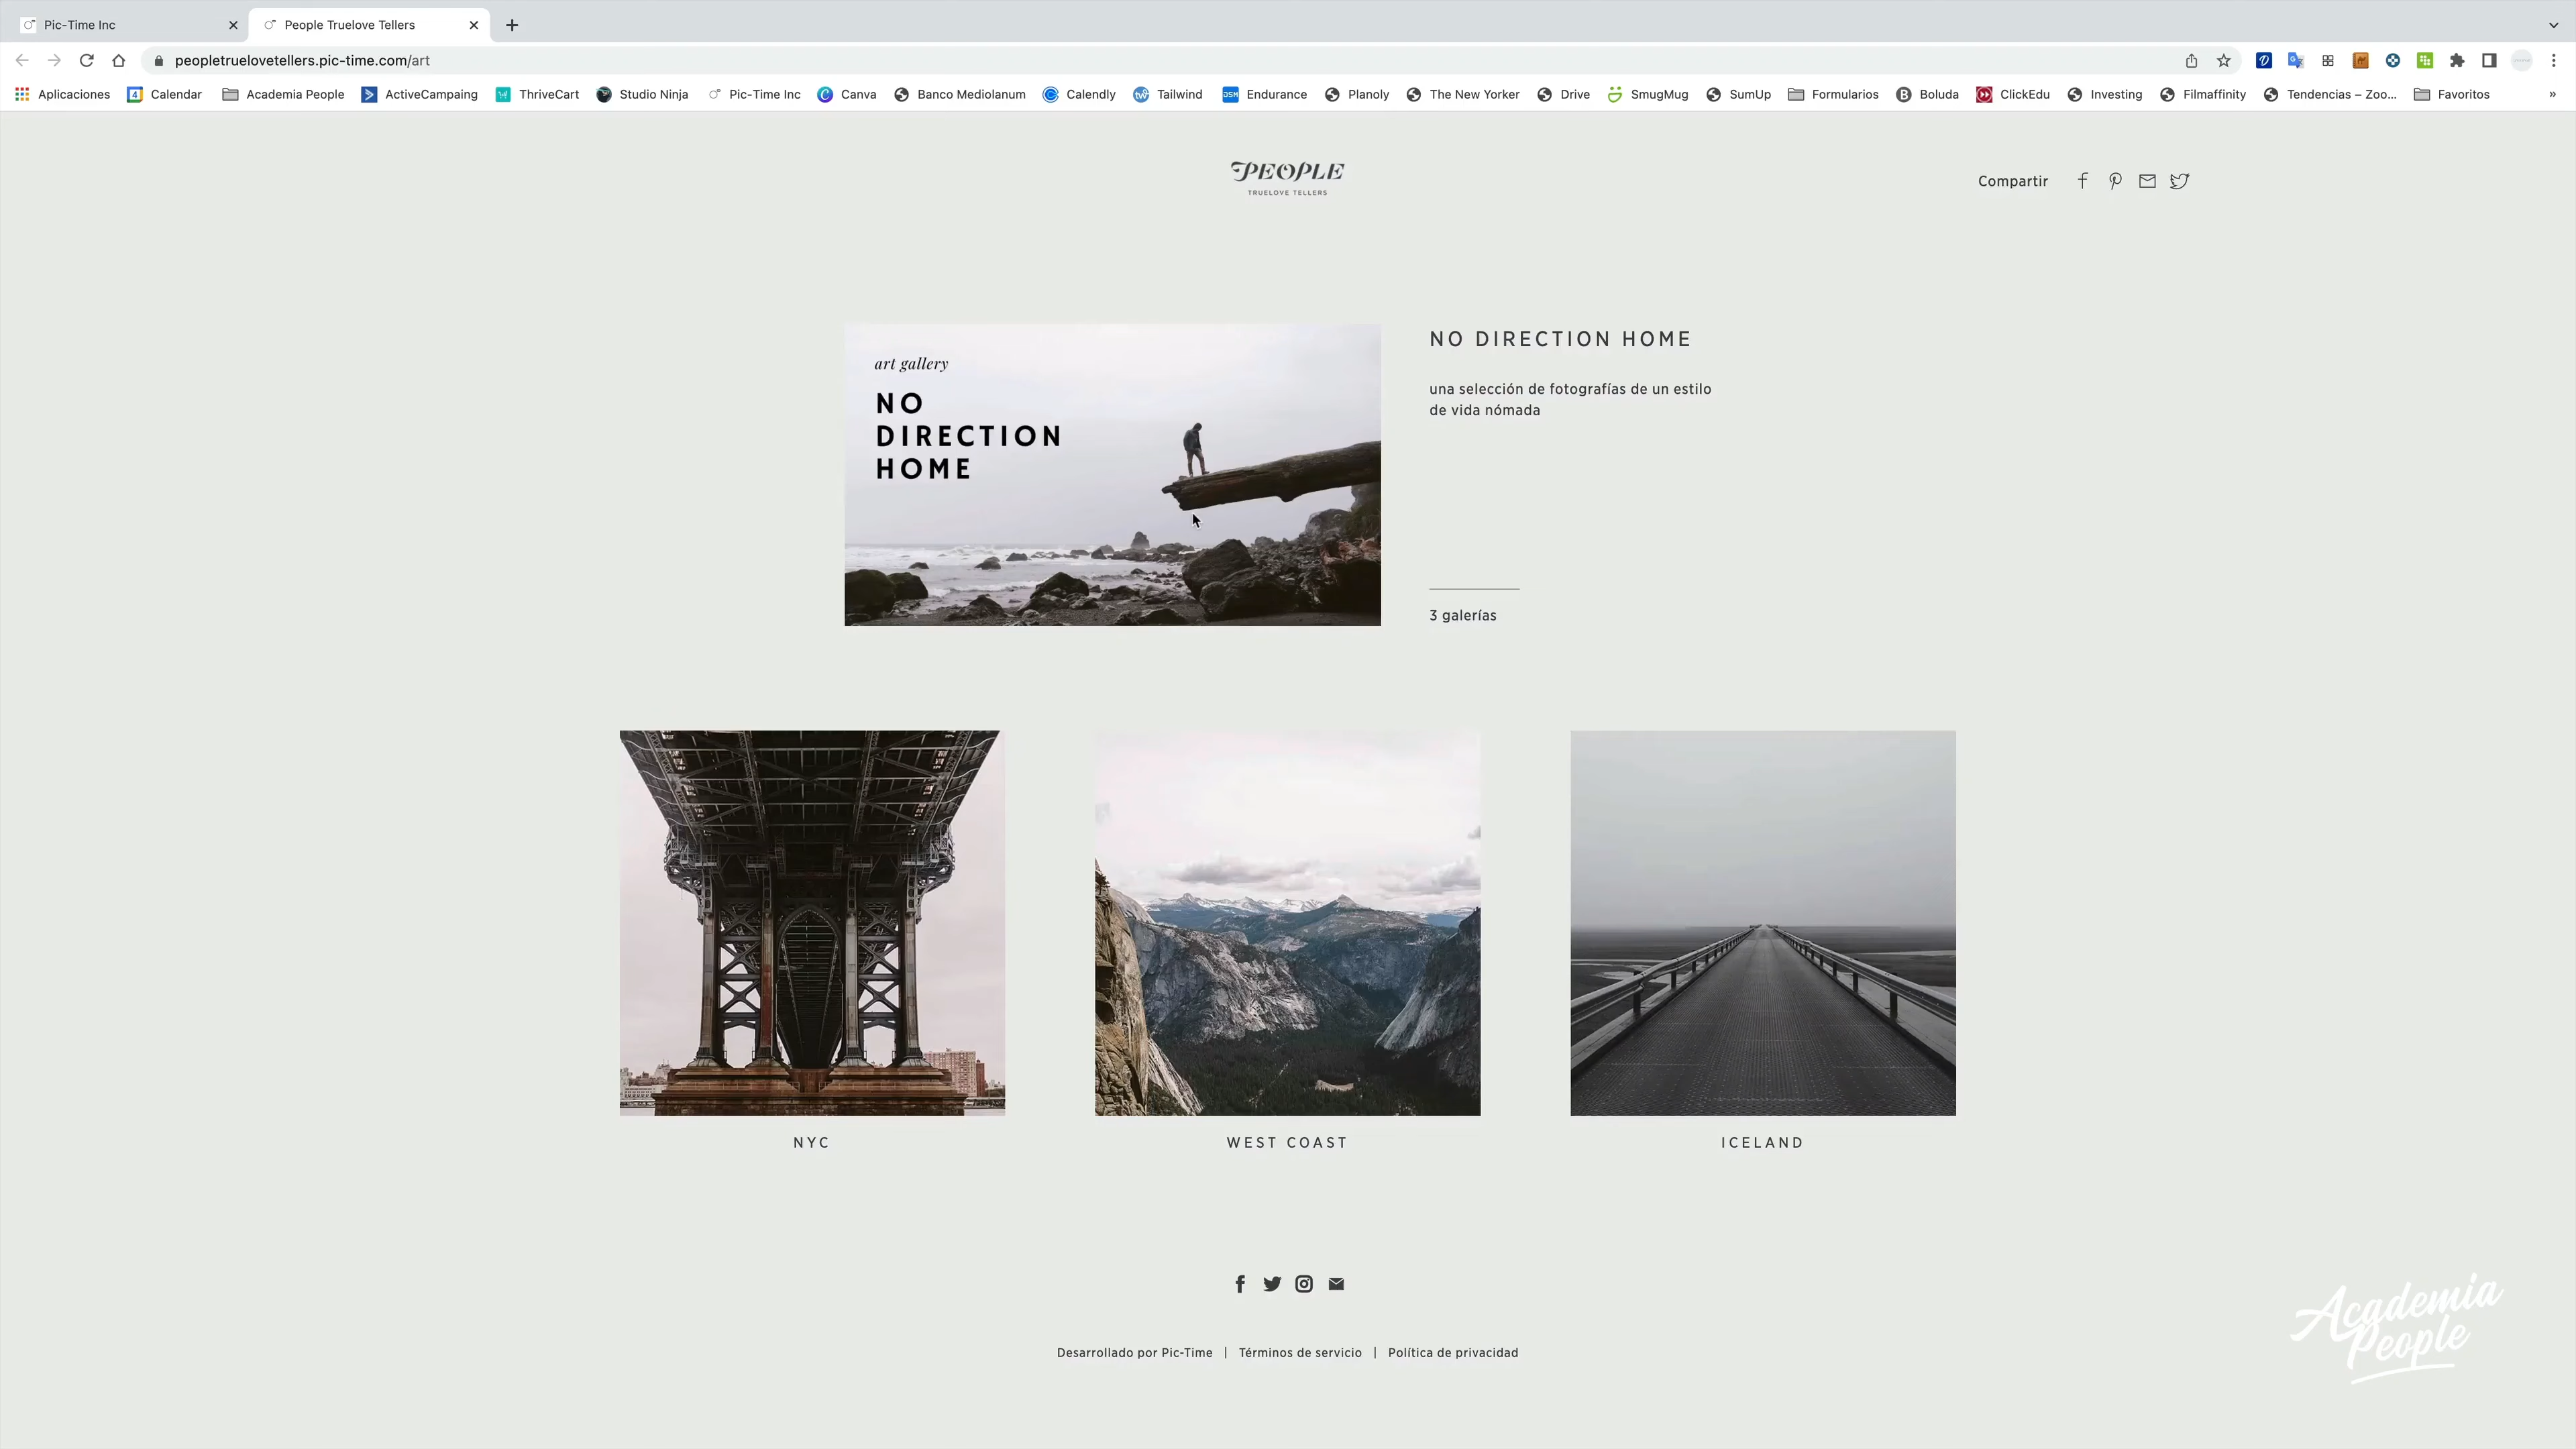 Pic-Time Inc
People Truelove Tellers
peopletruelovetellers.pic-time.com/art
Aplicaciones
Calendar
Academia People
ActiveCampaing
ThriveCart
Studio Ninja
Pic-Time Inc
Canva
Banco Mediolanum
Calendly
Tailwind
Endurance
Planoly
The New Yorker
Drive
SmugMug
SumUp
Formularios
Boluda
ClickEdu
Investing
Filmaffinity
Tendencias – Zoo...
Favoritos
»
PEOPLE
TRUELOVE TELLERS
Compartir
art gallery
NO
DIRECTION
HOME
NO DIRECTION HOME
una selección de fotografías de un estilo
de vida nómada
3 galerías
NYC
WEST COAST
ICELAND
Desarrollado por Pic-Time | Términos de servicio | Política de privacidad
Academia
People